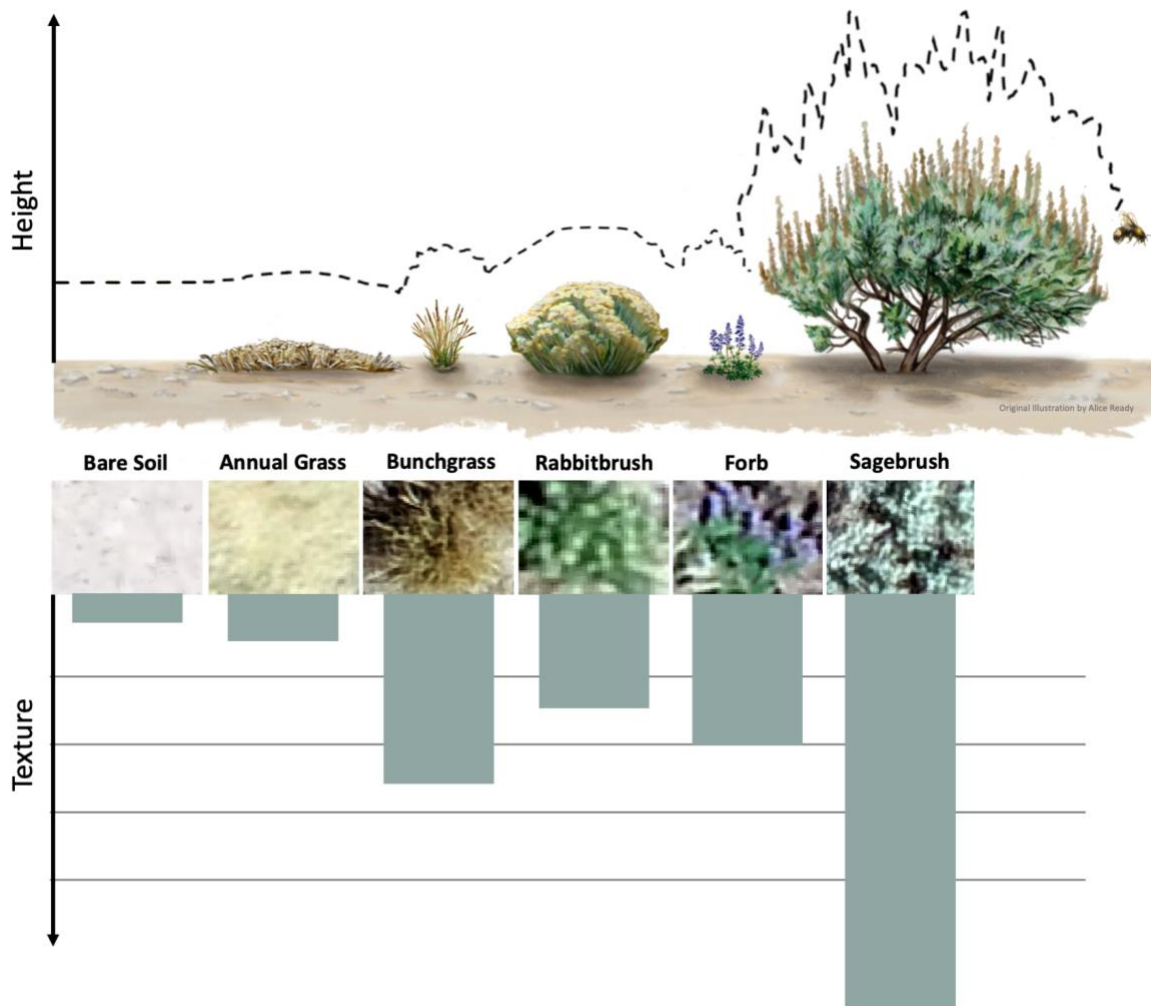 Height
Original Illustration by Alice Ready
Bare Soil
Annual Grass
Bunchgrass
Rabbitbrush
Forb
Sagebrush
Texture